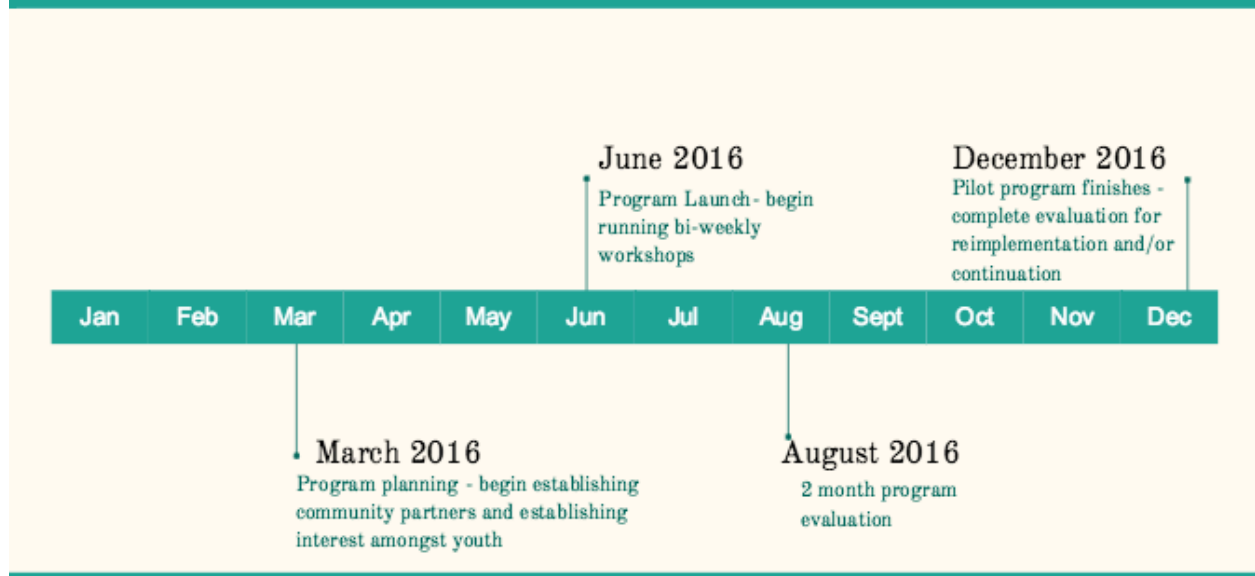 June 2016
Program Launch- begin
running bi-weekly
workshops
December 2016
Pilot program finishes -
complete evaluation for
reimplementation and/or
continuation
Jan Feb Mar Apr May Jun Jul Aug Sept Oct Nov Dec
March 2016
Program planning - begin establishing
community partners and establishing
interest amongst youth
August 2016
2 month program
evaluation